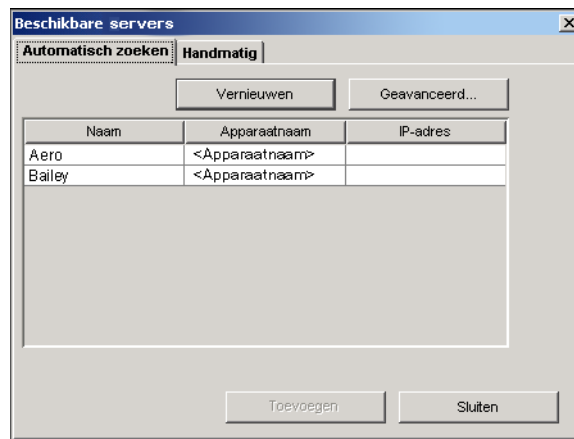 Beschikbare servers
Automatisch zoeken Handmatig
Vernieuwen Geavanceerd...
Naam Apparaatnaam IP-adres
Aero <Apparaatnaam>
Bailey <Apparaatnaam>
Toevoegen Sluiten